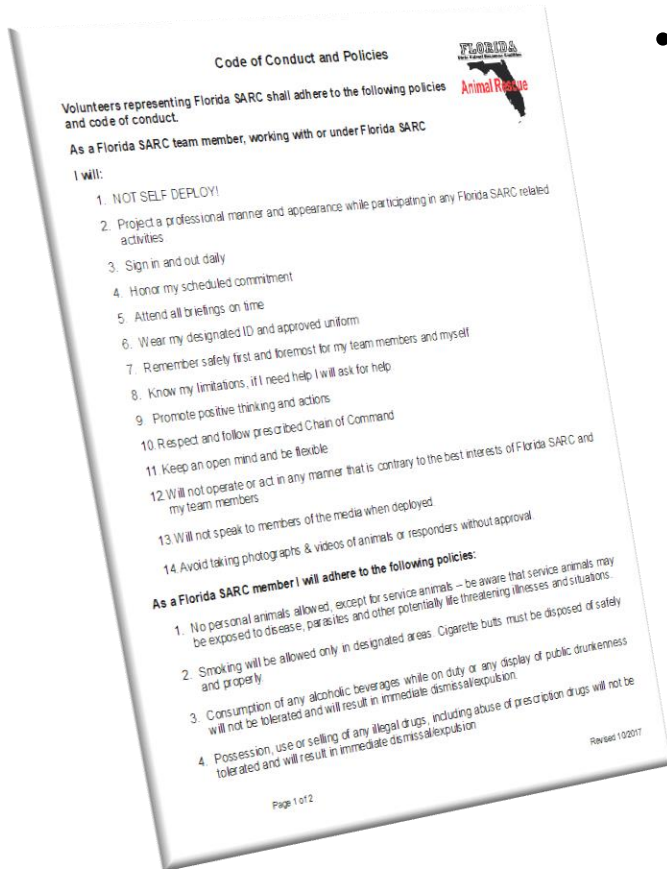 Code of Conduct and Policies
FLORIDA
Animal Rescue
Volunteers representing Florida SARC shall adhere to the following policies
and code of conduct.
As a Florida SARC team member, working with or under Florida SARC
I will:
1. NOT SELF DEPLOY!
2. Project a professional manner and appearance while participating in any Florida SARC related
activities
3. Sign in and out daily
4. Honor my scheduled commitment
5. Attend all briefings on time
6. Wear my designated ID and approved uniform
7. Remember safety first and foremost for my team members and myself
8. Know my limitations, if I need help I will ask for help
9. Promote positive thinking and actions
10. Respect and follow prescribed Chain of Command
11. Keep an open mind and be flexible
12. Will not operate or act in any manner that is contrary to the best interests of Florida SARC and
my team members
13. Will not speak to members of the media when deployed.
14. Avoid taking photographs & videos of animals or responders without approval
As a Florida SARC member I will adhere to the following policies:
1. No personal animals allowed, except for service animals – be aware that service animals may
be exposed to disease, parasites and other potentially life threatening illnesses and situations.
2. Smoking will be allowed only in designated areas. Cigarette butts must be disposed of safely
and properly.
3. Consumption of any alcoholic beverages while on duty or any display of public drunkenness
will not be tolerated and will result in immediate dismissal/expulsion.
4. Possession, use or selling of any illegal drugs, including abuse of prescription drugs will not be
tolerated and will result in immediate dismissal/expulsion
Page 1 of 2
Revised 10/2017